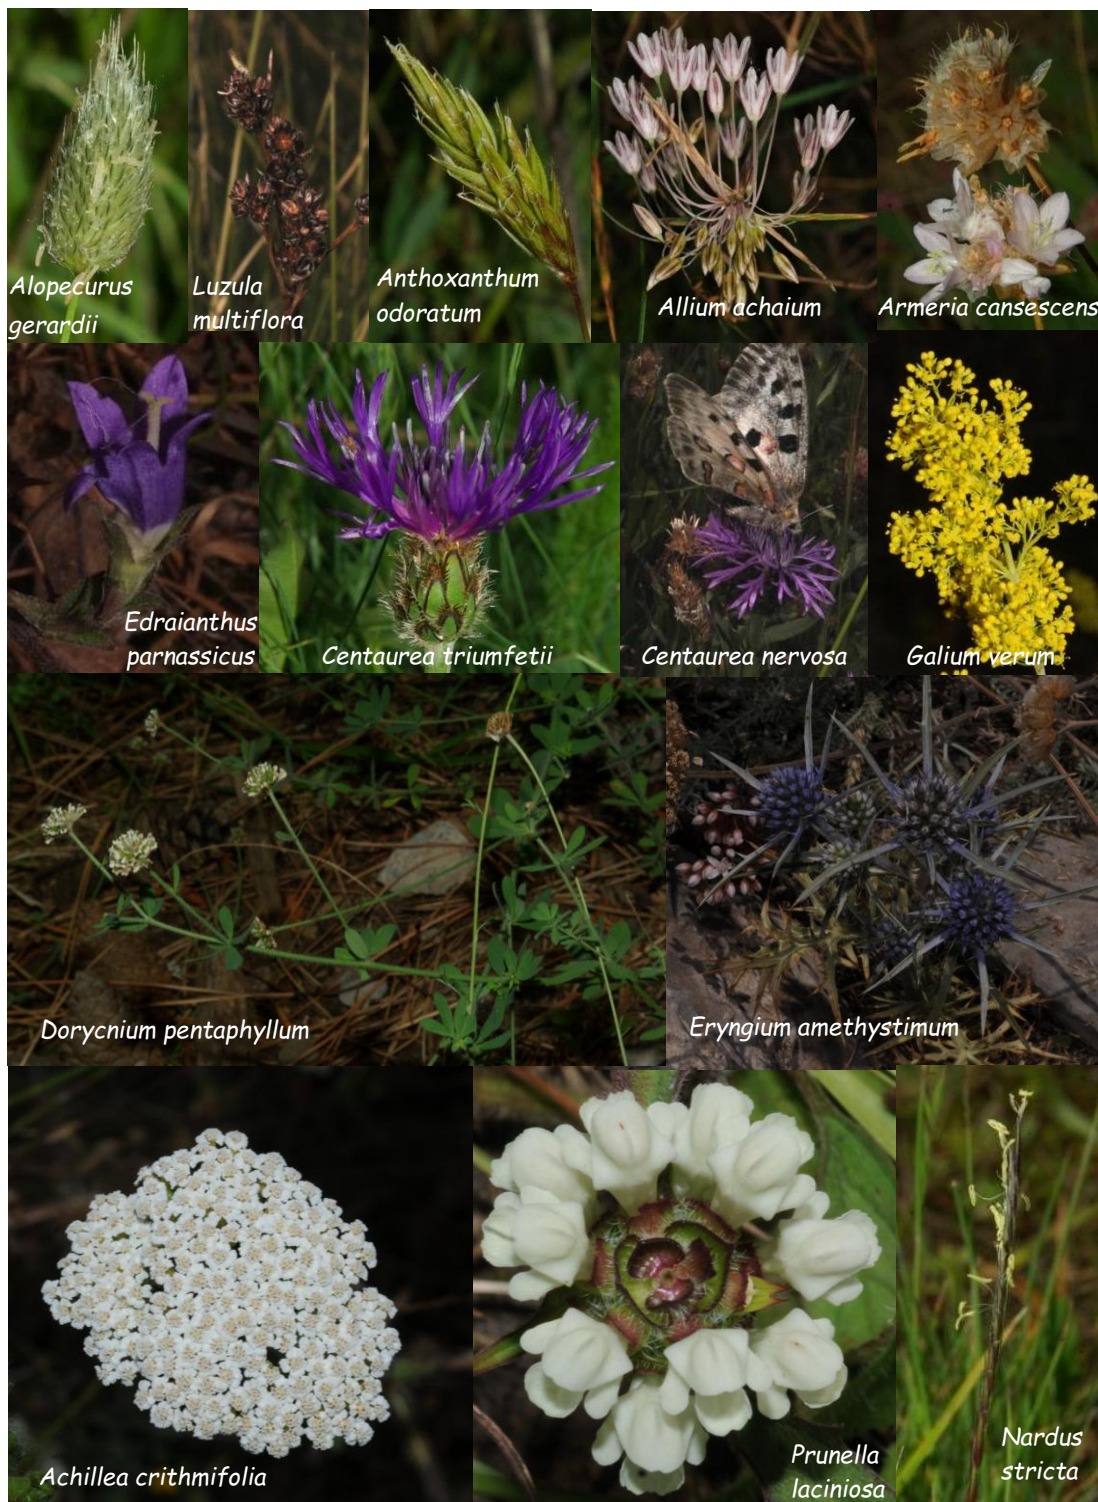 Alopecurus
gerardii
Luzula
multiflora
Anthoxanthum
odoratum
Allium achaium
Armeria cansescens
Edraianthus
parnassicus
Centaurea triumfetii
Centaurea nervosa
Galium verum
Dorycnium pentaphyllum
Eryngium amethystimum
Achillea crithmifolia
Prunella
laciniosa
Nardus
stricta